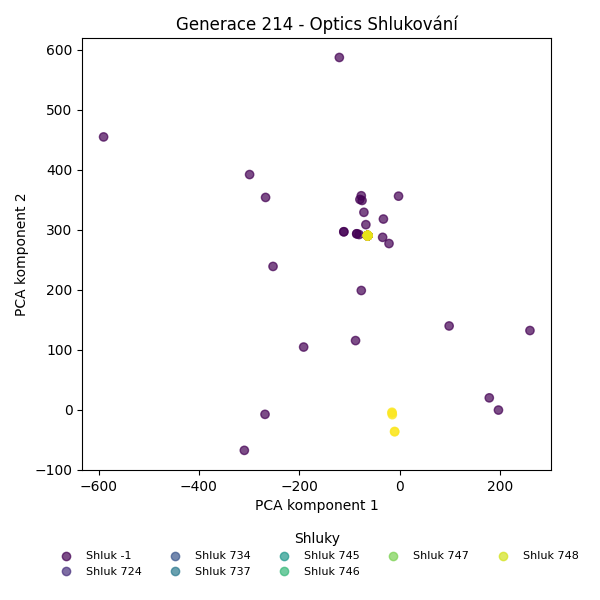 Generace 214 - Optics Shlukování
600
500
400
300
200
100
0
−100
PCA komponent 2
−600 −400 −200 0 200
PCA komponent 1
Shluky
Shluk -1 Shluk 734 Shluk 745 Shluk 747 Shluk 748
Shluk 724 Shluk 737 Shluk 746